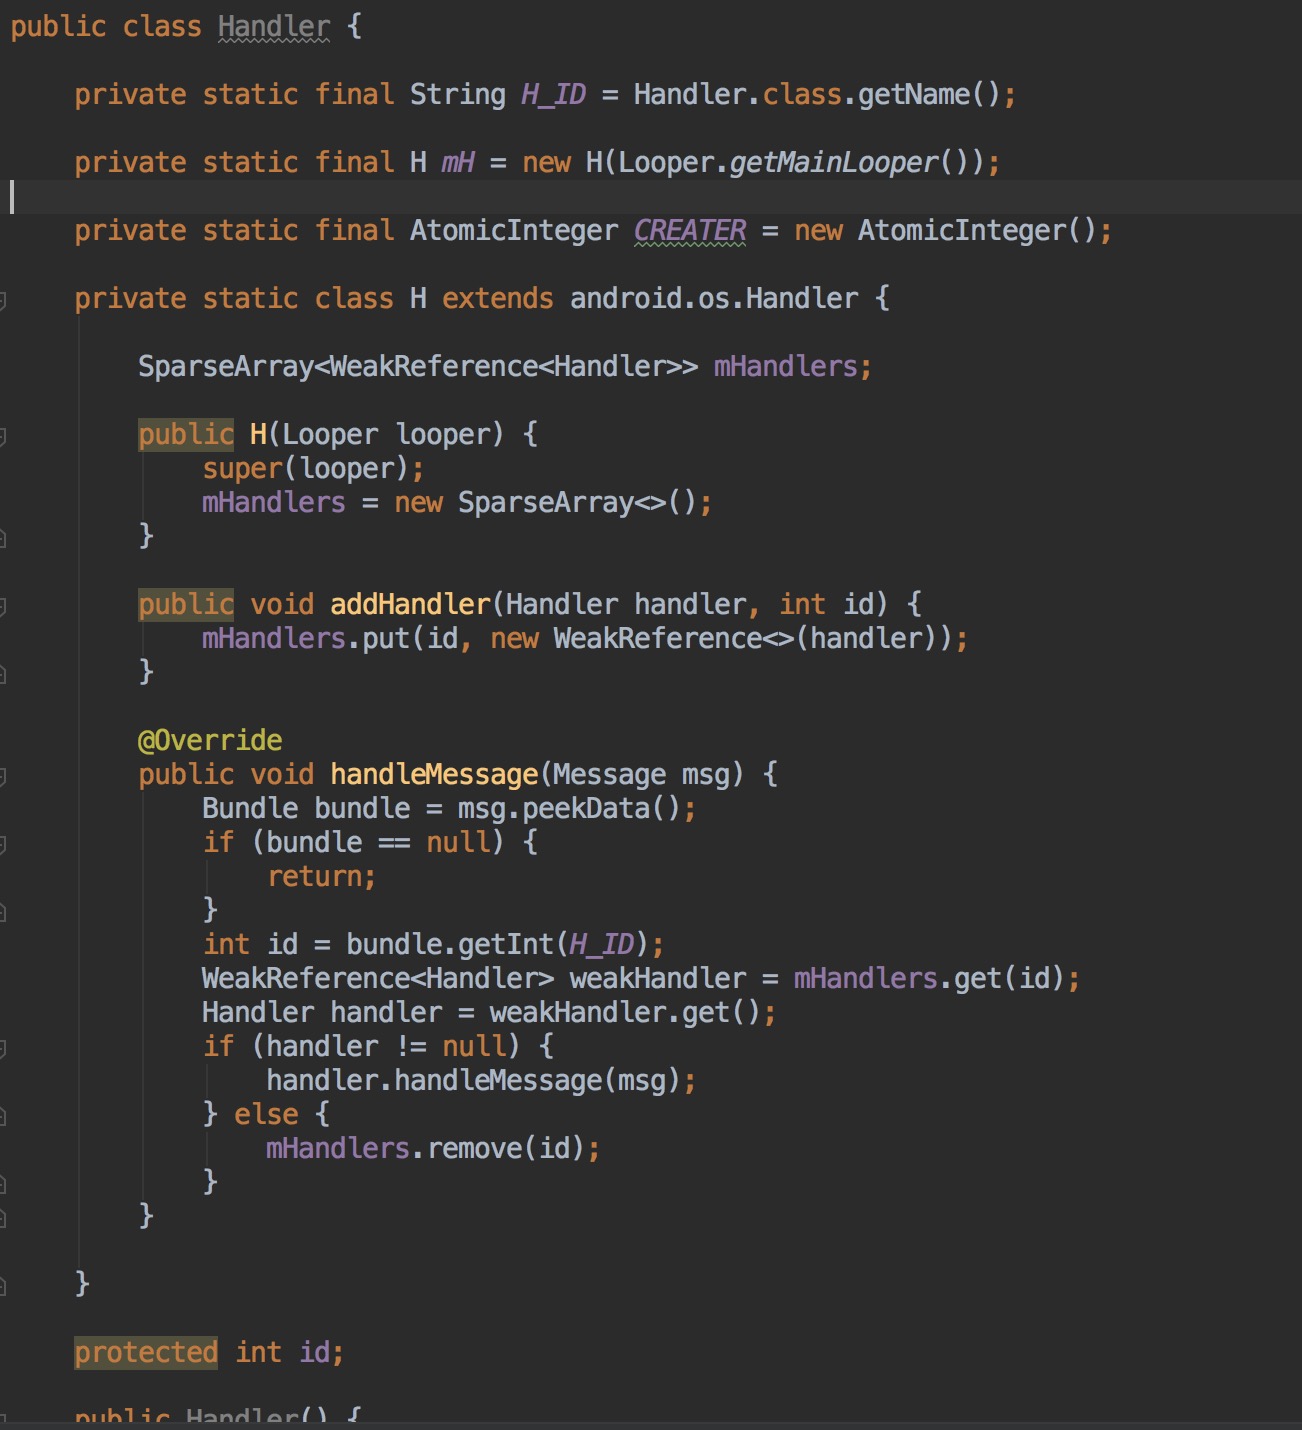 public class Handler {
private static final String H_ID = Handler.class.getName();
private static final H mH = new H(Looper.getMainLooper());
private static final AtomicInteger CREATER = new AtomicInteger();
private static class H extends android.os.Handler {
SparseArray<WeakReference<Handler>> mHandlers;
public H(Looper looper) {
super(looper);
mHandlers = new SparseArray<>();
}
public void addHandler(Handler handler, int id) {
mHandlers.put(id, new WeakReference<>(handler));
}
@Override
public void handleMessage(Message msg) {
Bundle bundle = msg.peekData();
if (bundle == null) {
return;
}
int id = bundle.getInt(H_ID);
WeakReference<Handler> weakHandler = mHandlers.get(id);
Handler handler = weakHandler.get();
if (handler != null) {
handler.handleMessage(msg);
} else {
mHandlers.remove(id);
}
}
}
protected int id;
public Handler() {